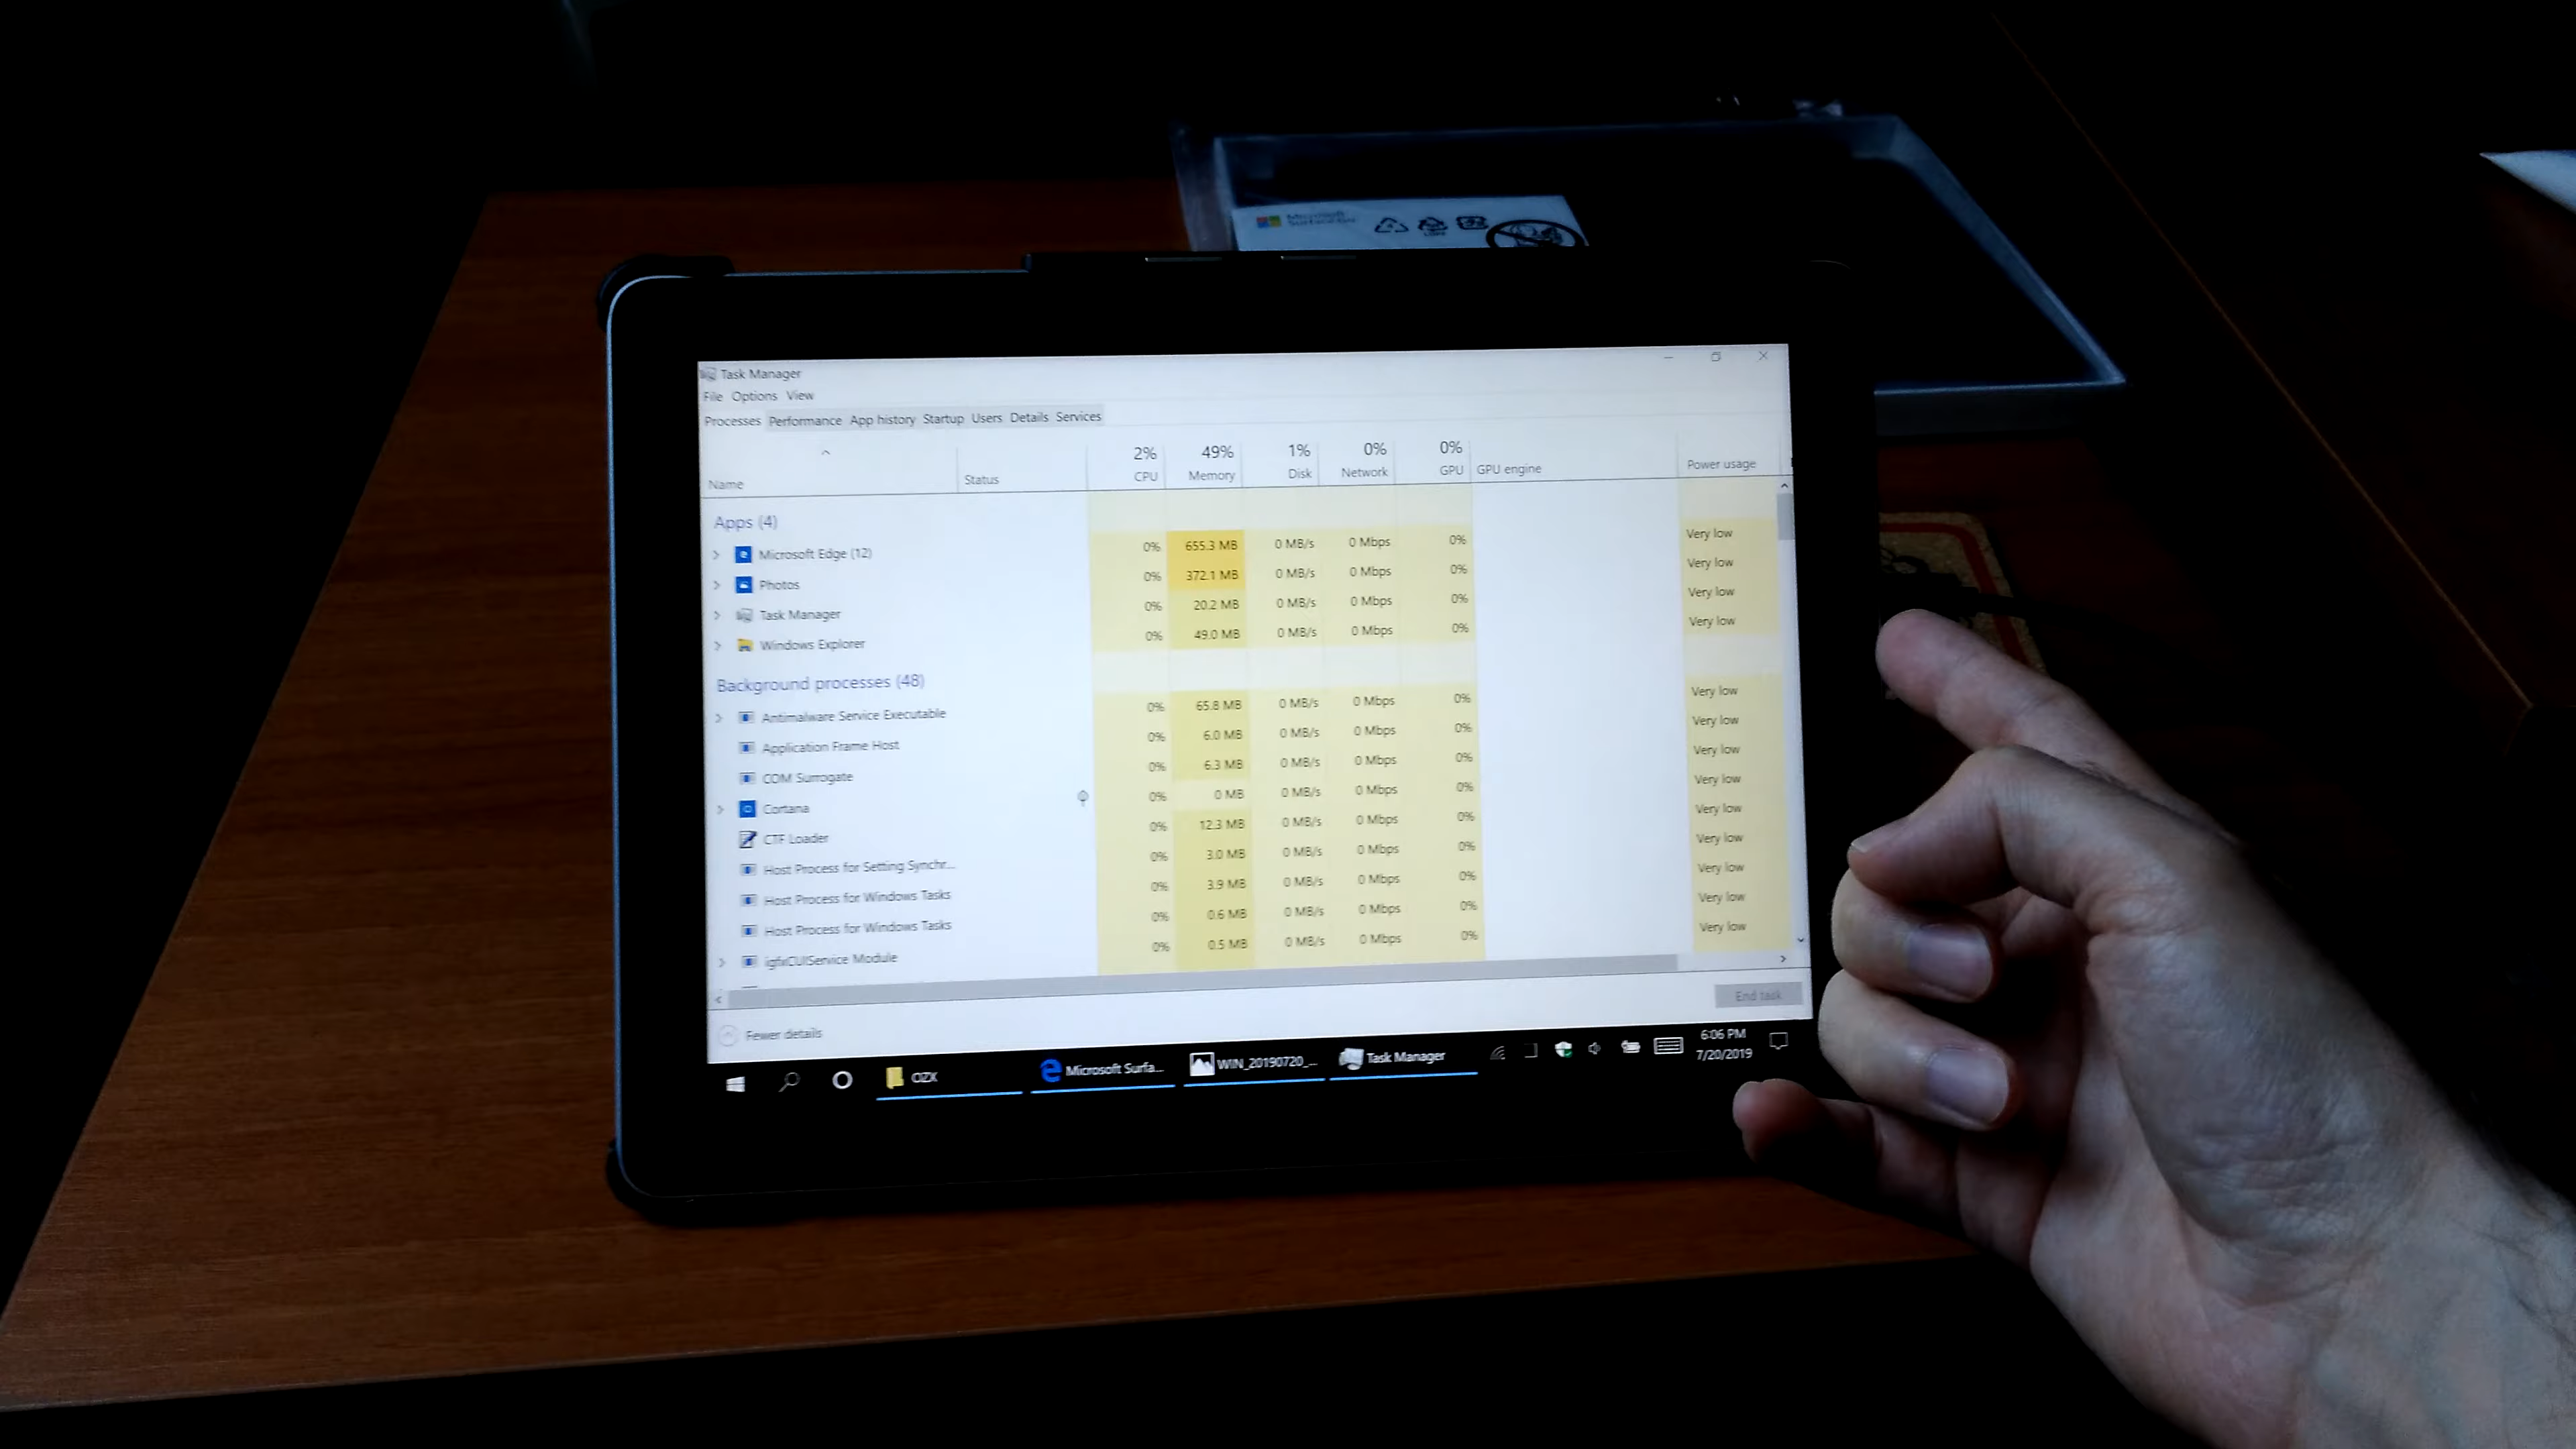 Microsoft
Task Manager
File Options View
Processes Performance App history Startup Users Details Services
2% 49% 1% 0% 0%
Name Status CPU Memory Disk Network GPU GPU engine Power usage
Apps (4)
Microsoft Edge (12) 0% 655.3 MB 0 MB/s 0 Mbps 0% Very low
Photos 0% 372.1 MB 0 MB/s 0 Mbps 0% Very low
Task Manager 0% 20.2 MB 0 MB/s 0 Mbps 0% Very low
Windows Explorer 0% 49.0 MB 0 MB/s 0 Mbps 0% Very low
Background processes (48)
Antimalware Service Executable 0% 65.8 MB 0 MB/s 0 Mbps 0% Very low
Application Frame Host 0% 6.0 MB 0 MB/s 0 Mbps 0% Very low
COM Surrogate 0% 6.3 MB 0 MB/s 0 Mbps 0% Very low
Cortana 0% 0 MB 0 MB/s 0 Mbps 0% Very low
CTF Loader 0% 12.3 MB 0 MB/s 0 Mbps 0% Very low
Host Process for Setting Synchr... 0% 3.0 MB 0 MB/s 0 Mbps 0% Very low
Host Process for Windows Tasks 0% 3.9 MB 0 MB/s 0 Mbps 0% Very low
Host Process for Windows Tasks 0% 0.6 MB 0 MB/s 0 Mbps 0% Very low
igfxCUIService Module 0% 0.5 MB 0 MB/s 0 Mbps 0% Very low
End task
Fewer details
OZK Microsoft Surfa... WIN_20190720_... Task Manager 6:06 PM
7/20/2019